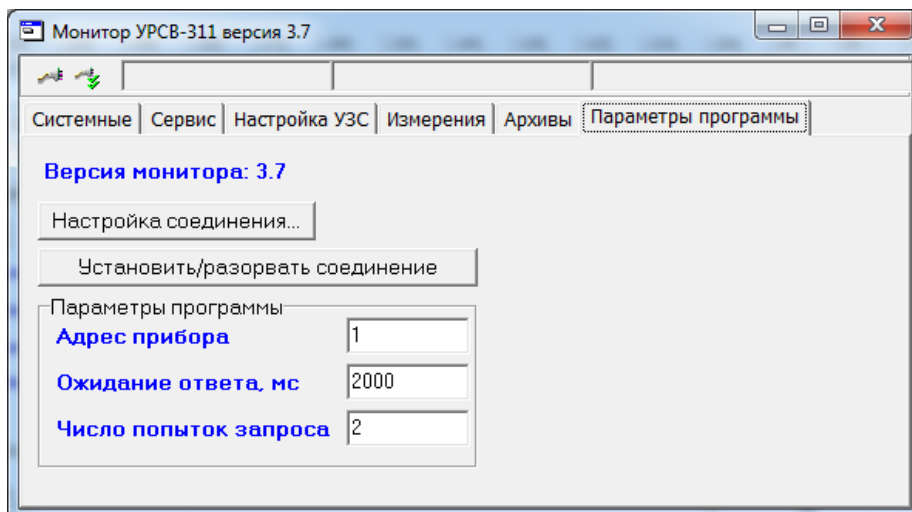 Монитор УРСВ-311 версия 3.7
Системные Сервис Настройка УЗС Измерения Архивы Параметры программы
Версия монитора: 3.7
Настройка соединения...
Установить/разорвать соединение
Параметры программы
Адрес прибора 1
Ожидание ответа, мс 2000
Число попыток запроса 2